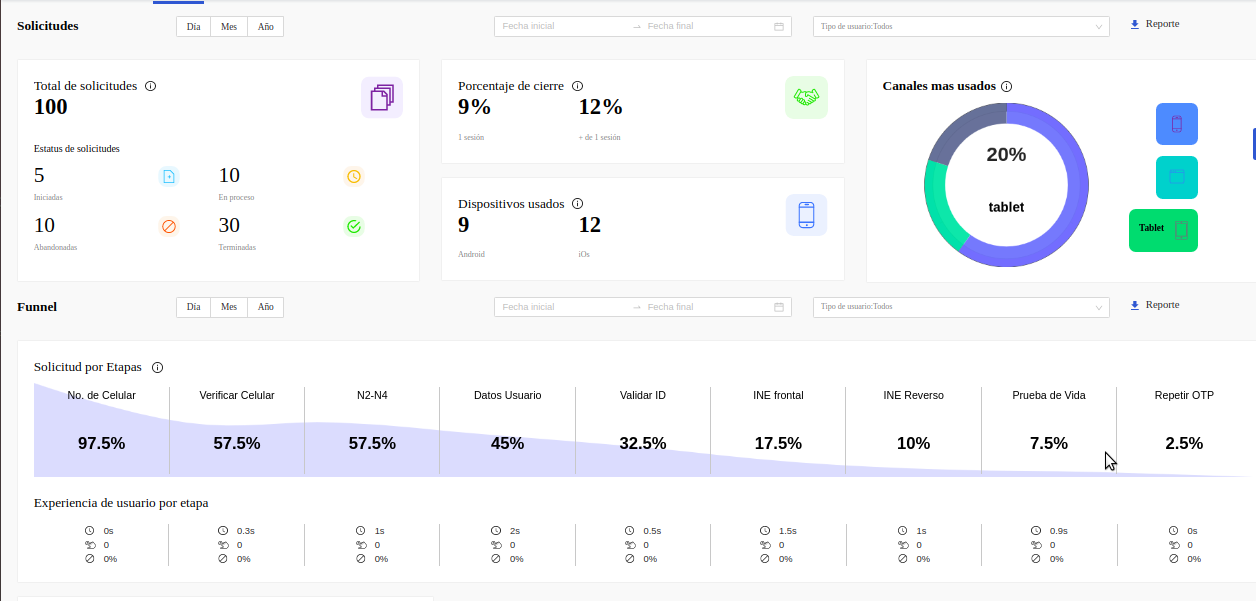 Solicitudes
Día Mes Año
Fecha inicial → Fecha final
Tipo de usuario:Todos
Reporte
Total de solicitudes
100
Estatus de solicitudes
5
Iniciadas
10
En proceso
10
Abandonadas
30
Terminadas
Porcentaje de cierre
9% 12%
1 sesión + de 1 sesión
Dispositivos usados
9 12
Android iOs
Canales mas usados
20%
tablet
Tablet
Funnel
Día Mes Año
Fecha inicial → Fecha final
Tipo de usuario:Todos
Reporte
Solicitud por Etapas
No. de Celular Verificar Celular N2-N4 Datos Usuario Validar ID INE frontal INE Reverso Prueba de Vida Repetir OTP
97.5% 57.5% 57.5% 45% 32.5% 17.5% 10% 7.5% 2.5%
Experiencia de usuario por etapa
0s 0.3s 1s 2s 0.5s 1.5s 1s 0.9s 0s
0 0 0 0 0 0 0 0 0
0% 0% 0% 0% 0% 0% 0% 0% 0%